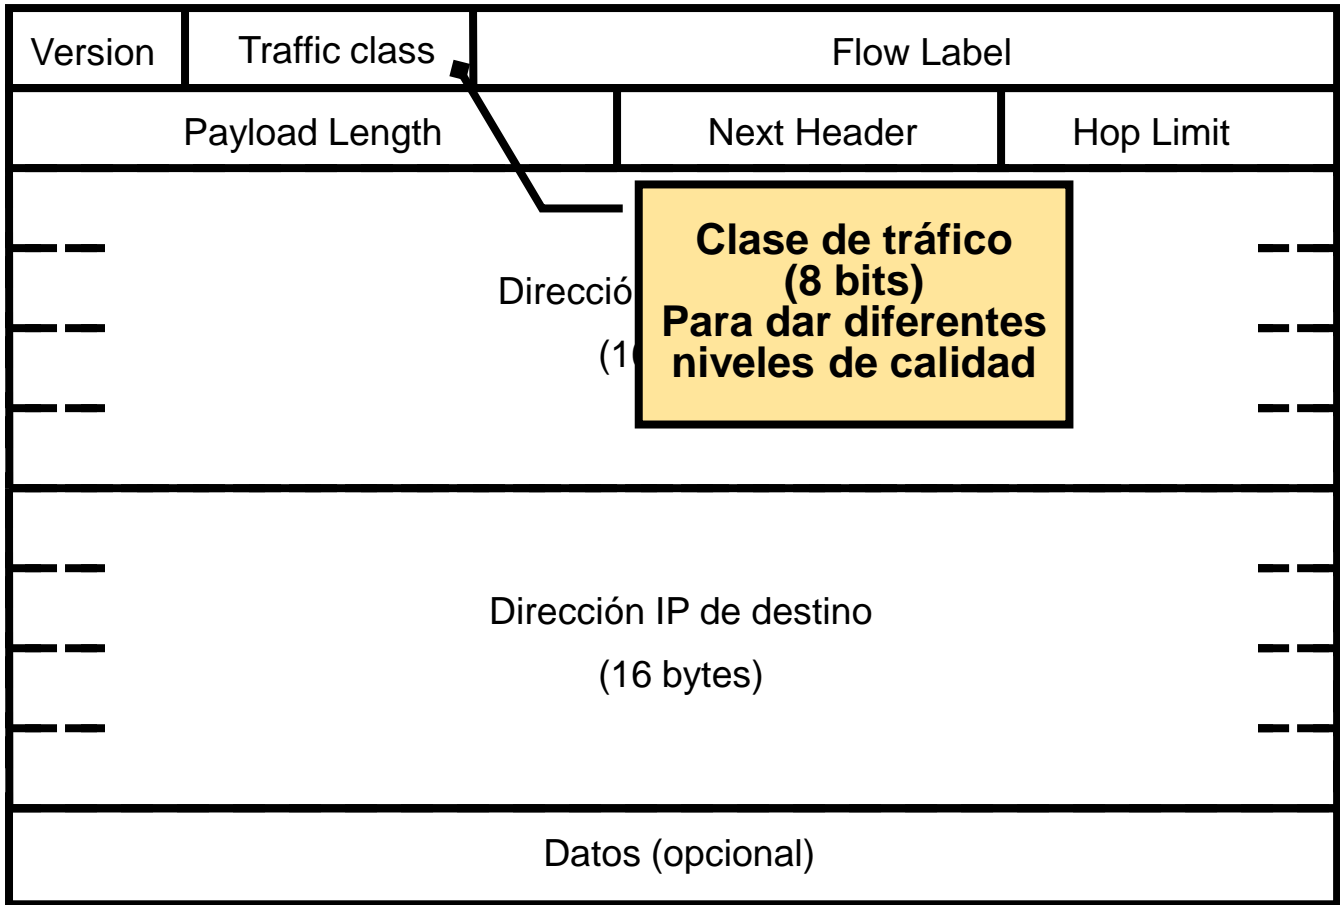 Version Traffic class Flow Label
Payload Length Next Header Hop Limit
Clase de tráfico
(8 bits)
Para dar diferentes
niveles de calidad
Dirección IP de destino
(16 bytes)
Datos (opcional)